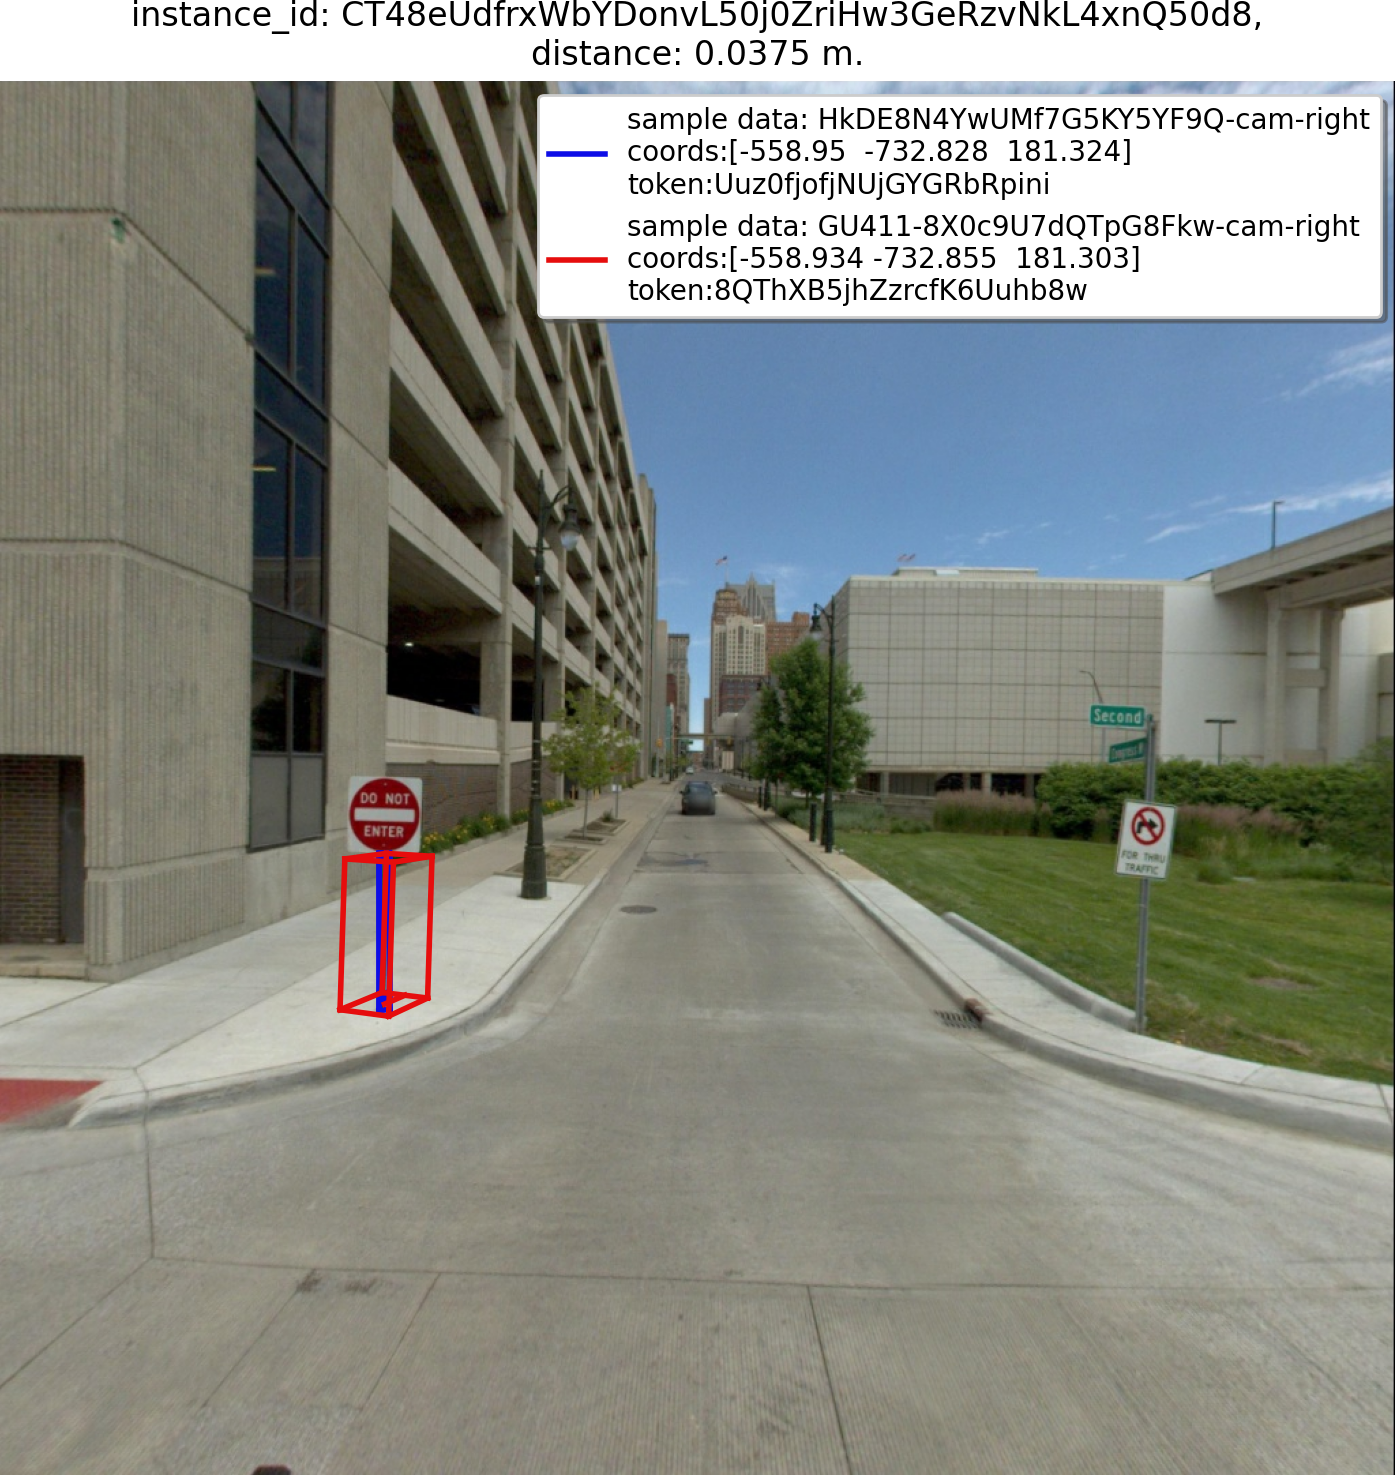 instance_id: CT48eUdfrxWbYDonvL50j0ZriHw3GeRzvNkL4xnQ50d8,
distance: 0.0375 m.
sample data: HkDE8N4YwUMf7G5KY5YF9Q-cam-right
coords:[-558.95  -732.828  181.324]
token:Uuz0fjofjNUjGYGRbRpini
sample data: GU411-8X0c9U7dQTpG8Fkw-cam-right
coords:[-558.934 -732.855  181.303]
token:8QThXB5jhZzrcfK6Uuhb8w
Second
DO NOT
ENTER
FOR THRU
TRAFFIC